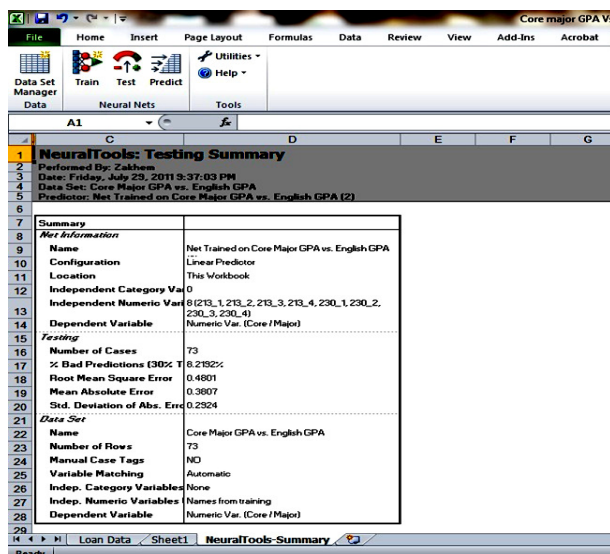 Core major GPA V
File Home Insert Page Layout Formulas Data Review View Add-Ins Acrobat
Data Set Manager Train Test Predict Utilities Help
Data Neural Nets Tools
A1 fx
C D E F G
1 NeuralTools: Testing Summary
2 Performed By: Zakhem
3 Date: Friday, July 29, 2011 9:37:03 PM
4 Data Set: Core Major GPA vs. English GPA
5 Predictor: Net Trained on Core Major GPA vs. English GPA (2)
6
7 Summary
8 Net Information
9 Name Net Trained on Core Major GPA vs. English GPA
10 Configuration Linear Predictor
11 Location This Workbook
12 Independent Category Var 0
13 Independent Numeric Vari 8 (213_1, 213_2, 213_3, 213_4, 230_1, 230_2,
230_3, 230_4)
14 Dependent Variable Numeric Var. (Core / Major)
15 Testing
16 Number of Cases 73
17 % Bad Predictions (30% T 8.2192%
18 Root Mean Square Error 0.4801
19 Mean Absolute Error 0.3807
20 Std. Deviation of Abs. Erro 0.2924
21 Data Set
22 Name Core Major GPA vs. English GPA
23 Number of Rows 73
24 Manual Case Tags NO
25 Variable Matching Automatic
26 Indep. Category Variables None
27 Indep. Numeric Variables Names from training
28 Dependent Variable Numeric Var. (Core / Major)
29
Loan Data Sheet1 NeuralTools-Summary
Ready